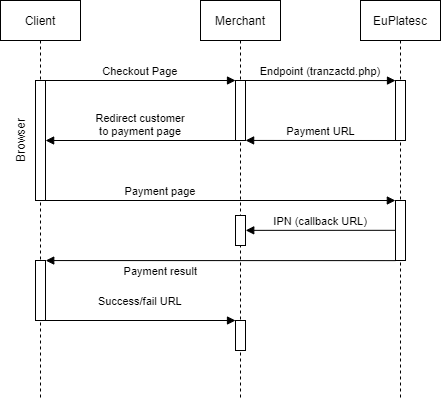 Client
Merchant
EuPlatesc
Checkout Page
Endpoint (tranzactd.php)
Browser
Redirect customer
to payment page
Payment URL
Payment page
IPN (callback URL)
Payment result
Success/fail URL